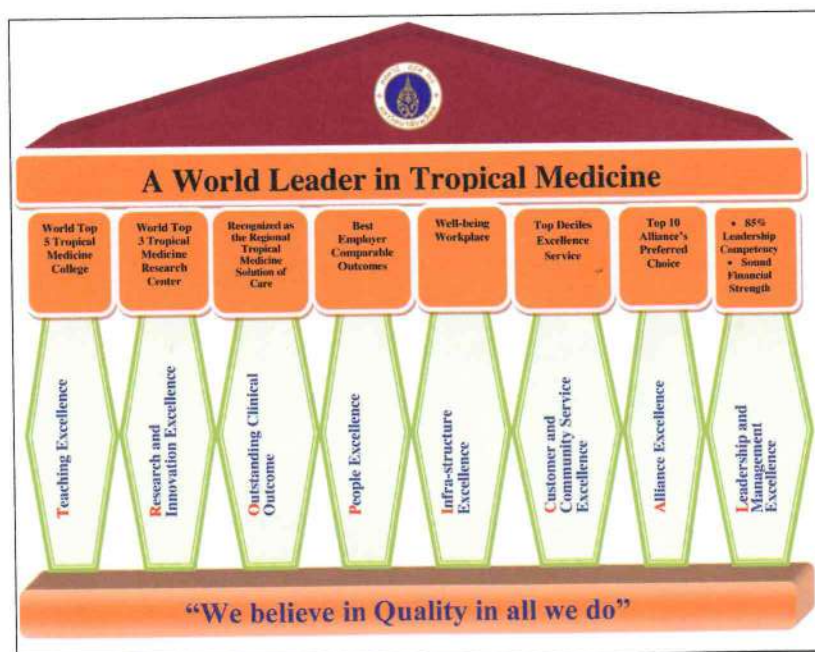 A World Leader in Tropical Medicine
World Top
5 Tropical
Medicine
College
World Top
3 Tropical
Medicine
Research
Center
Recognized as
the Regional
Tropical
Medicine
Solution of
Care
Best
Employer
Comparable
Outcomes
Well-being
Workplace
Top Deciles
Excellence
Service
Top 10
Alliance's
Preferred
Choice
• 85%
Leadership
Competency
• Sound
Financial
Strength
Teaching Excellence
Research and
Innovation Excellence
Outstanding Clinical
Outcome
People Excellence
Infra-structure
Excellence
Customer and
Community Service
Excellence
Alliance Excellence
Leadership and
Management
Excellence
“We believe in Quality in all we do”